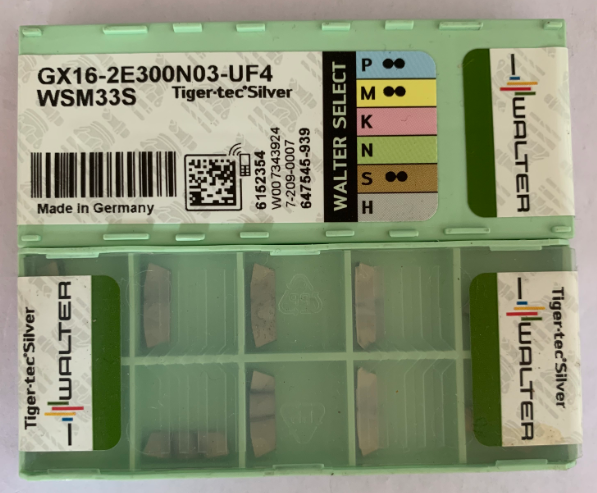 GX16-2E300N03-UF4
WSM33S Tiger·tec®Silver
Made in Germany
6152354
W007343924
7-209-0007
647545-939
WALTER SELECT
P
M
K
N
S
H
WALTER
Tiger·tec®Silver
WALTER
WALTER
Tiger·tec®Silver